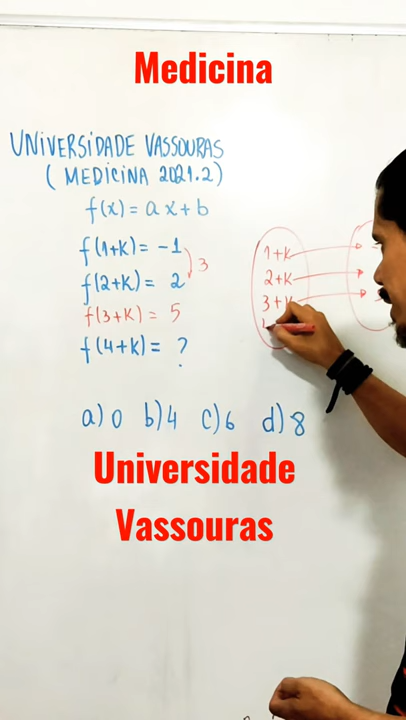 Medicina
UNIVERSIDADE VASSOURAS
( MEDICINA 2021.2)
f(x) = ax + b
f(1+K) = -1
3
f(2+K) = 2
f(3+K) = 5
f(4+K) = ?
1+K
2+K
3+K
a) 0 b) 4 c) 6 d) 8
Universidade
Vassouras